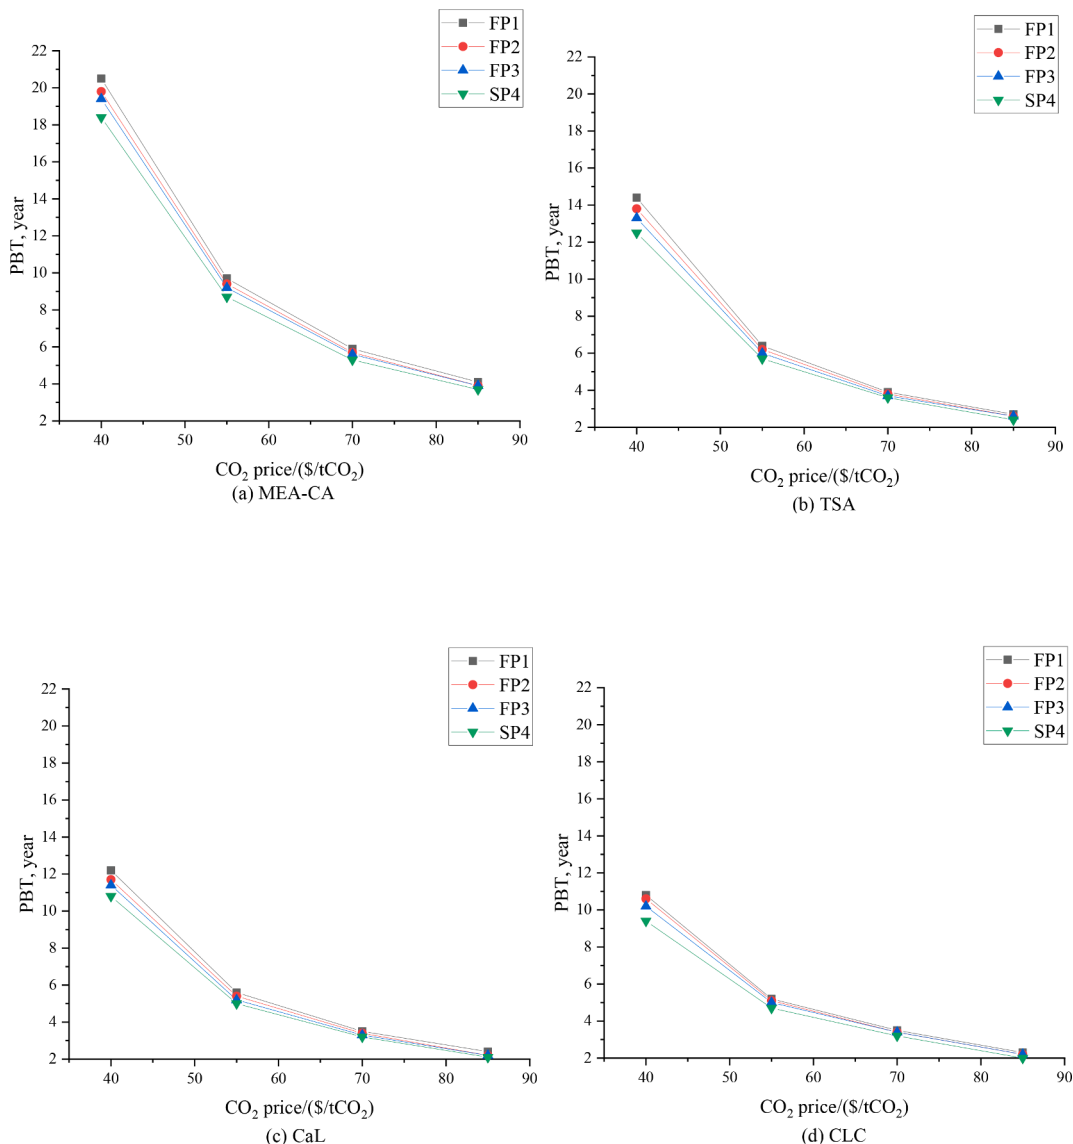 FP1
FP2
FP3
SP4
22
20
18
16
14
12
10
8
6
4
2
PBT, year
40 50 60 70 80 90
CO₂ price/($/tCO₂)
(a) MEA-CA
FP1
FP2
FP3
SP4
22
20
18
16
14
12
10
8
6
4
2
PBT, year
40 50 60 70 80 90
CO₂ price/($/tCO₂)
(b) TSA
FP1
FP2
FP3
SP4
22
20
18
16
14
12
10
8
6
4
2
PBT, year
40 50 60 70 80 90
CO₂ price/($/tCO₂)
(c) CaL
FP1
FP2
FP3
SP4
22
20
18
16
14
12
10
8
6
4
2
PBT, year
40 50 60 70 80 90
CO₂ price/($/tCO₂)
(d) CLC